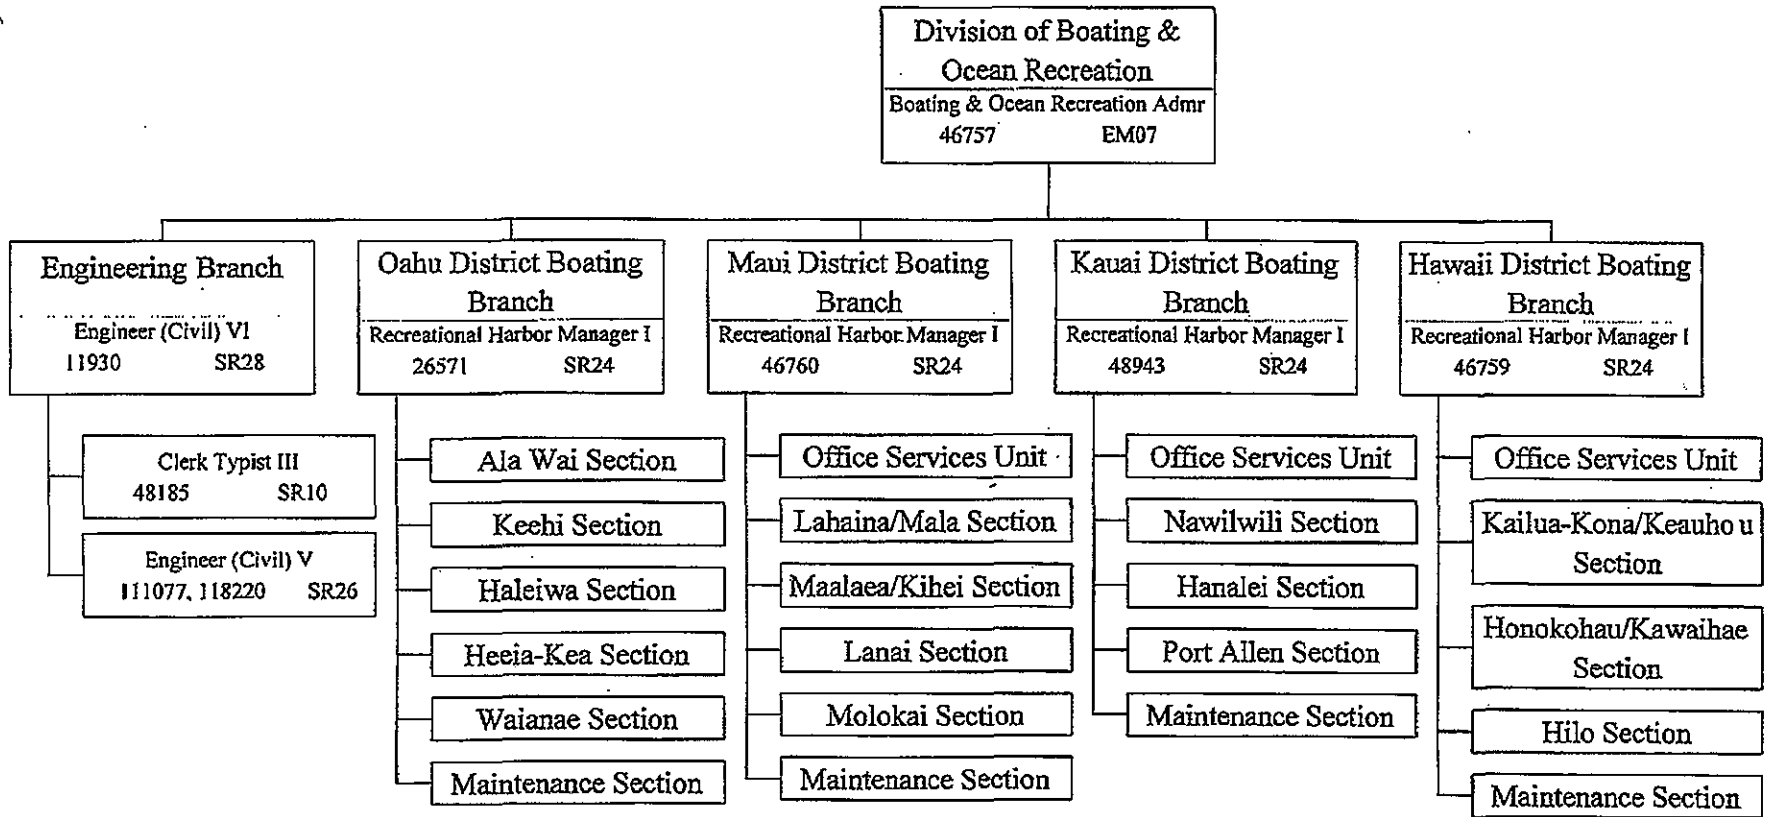 Division of Boating &
Ocean Recreation
Boating & Ocean Recreation Admr
46757 EM07
Engineering Branch
Engineer (Civil) VI
11930 SR28
Clerk Typist III
48185 SR10
Engineer (Civil) V
111077, 118220 SR26
Oahu District Boating
Branch
Recreational Harbor Manager I
26571 SR24
Ala Wai Section
Keehi Section
Haleiwa Section
Heeia-Kea Section
Waianae Section
Maintenance Section
Maui District Boating
Branch
Recreational Harbor Manager I
46760 SR24
Office Services Unit
Lahaina/Mala Section
Maalaea/Kihei Section
Lanai Section
Molokai Section
Maintenance Section
Kauai District Boating
Branch
Recreational Harbor Manager I
48943 SR24
Office Services Unit
Nawilwili Section
Hanalei Section
Port Allen Section
Maintenance Section
Hawaii District Boating
Branch
Recreational Harbor Manager I
46759 SR24
Office Services Unit
Kailua-Kona/Keauhou
Section
Honokohau/Kawaihae
Section
Hilo Section
Maintenance Section